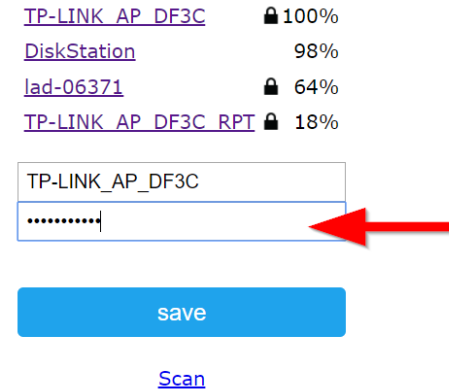 TP-LINK_AP_DF3C 100%
DiskStation 98%
lad-06371 64%
TP-LINK_AP_DF3C_RPT 18%
TP-LINK_AP_DF3C
•••••••••••
save
Scan